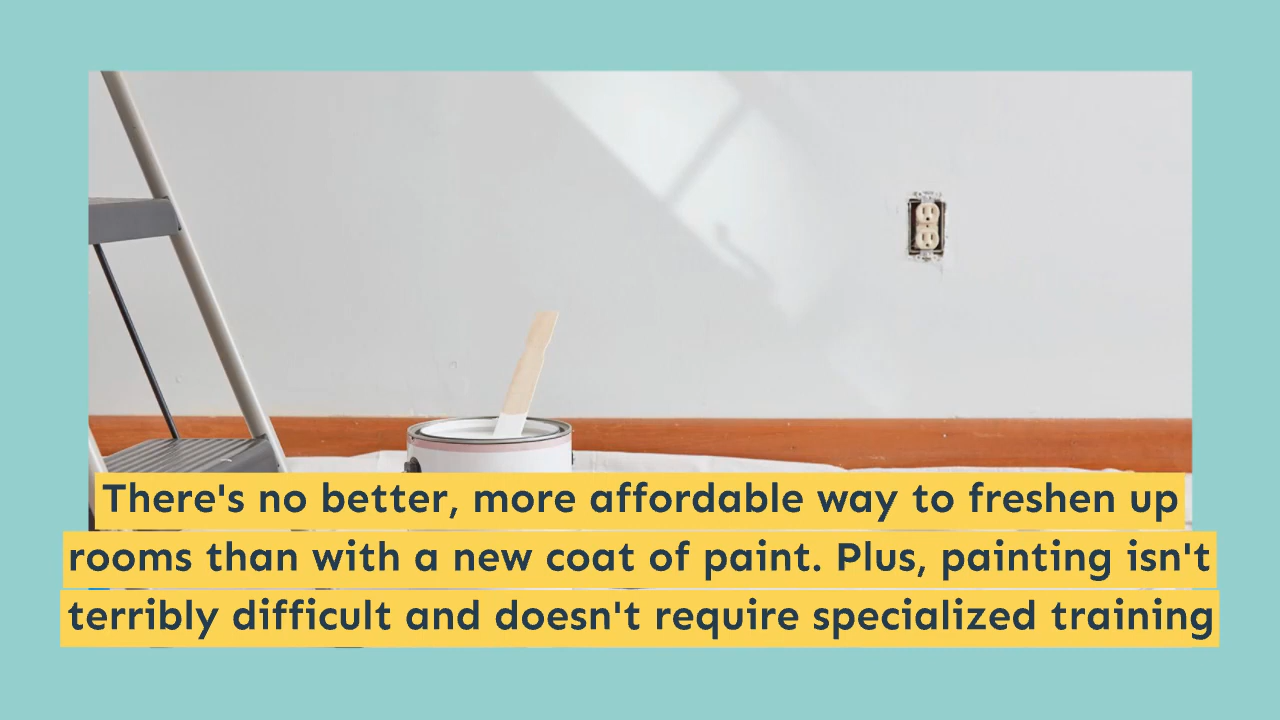 There's no better, more affordable way to freshen up
rooms than with a new coat of paint. Plus, painting isn't
terribly difficult and doesn't require specialized training